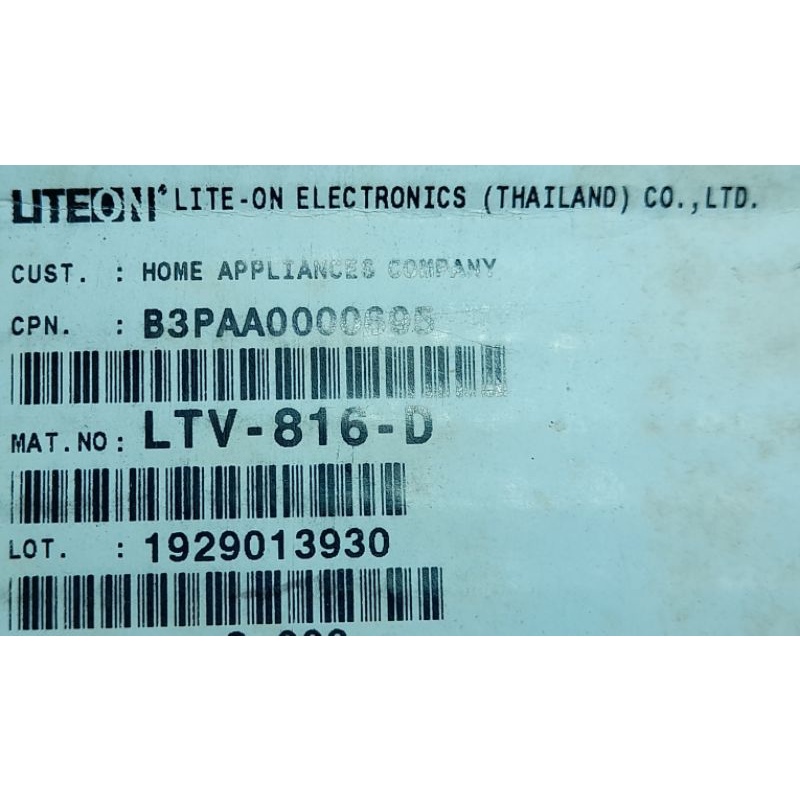 LITEON® LITE-ON ELECTRONICS (THAILAND) CO.,LTD.
CUST. : HOME APPLIANCES COMPANY
CPN. : B3PAA0000695
MAT.NO: LTV-816-D
LOT. : 1929013930